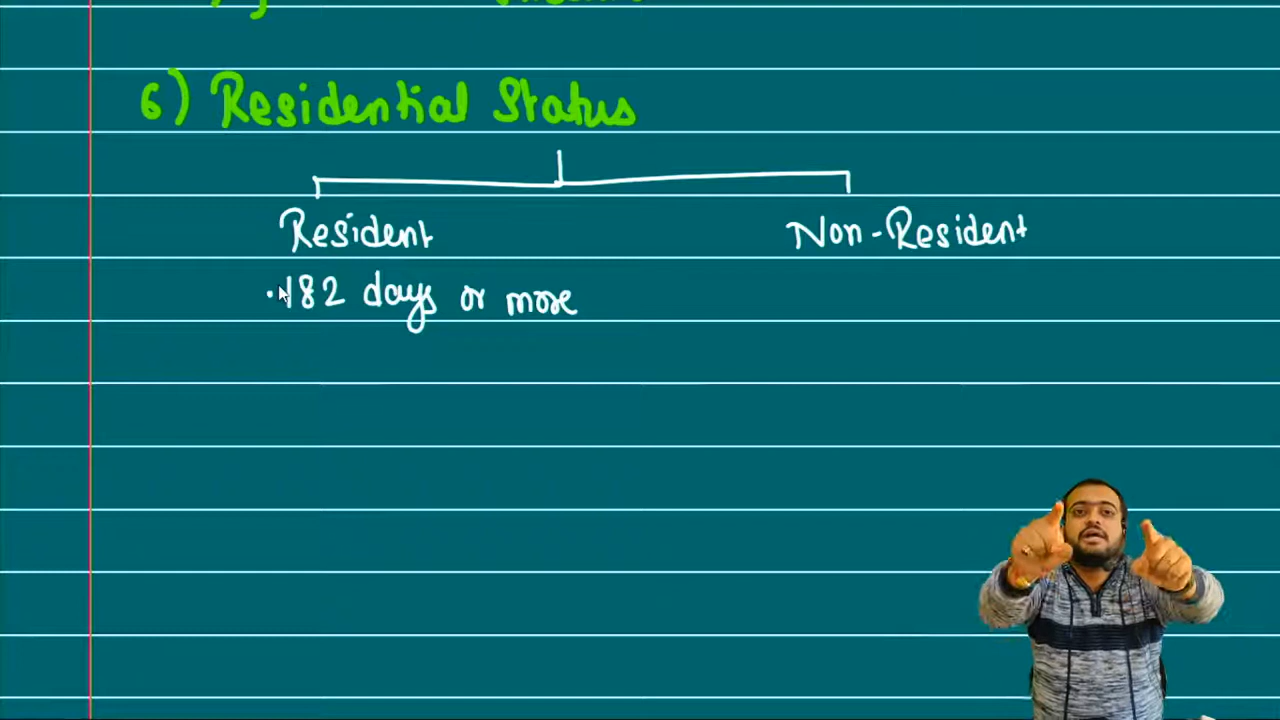 6) Residential Status
Resident
Non-Resident
·182 days or more